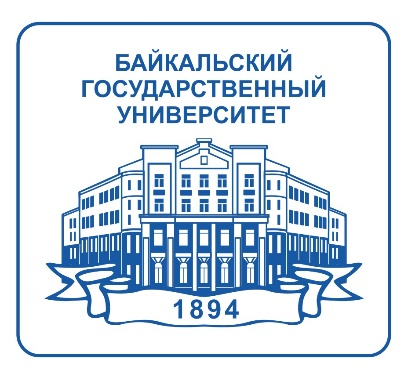 БАЙКАЛЬСКИЙ
ГОСУДАРСТВЕННЫЙ
УНИВЕРСИТЕТ
1894